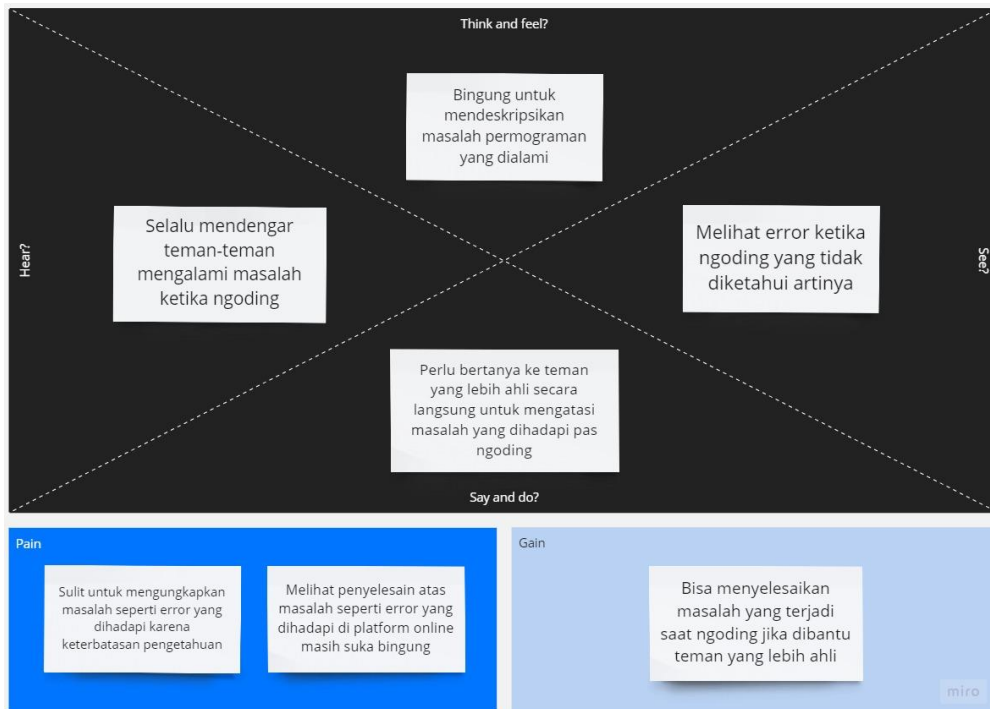 Think and feel?
Bingung untuk
mendeskripsikan
masalah permograman
yang dialami
Hear?
Selalu mendengar
teman-teman
mengalami masalah
ketika ngoding
Melihat error ketika
ngoding yang tidak
diketahui artinya
See?
Perlu bertanya ke teman
yang lebih ahli secara
langsung untuk mengatasi
masalah yang dihadapi pas
ngoding
Say and do?
Pain
Sulit untuk mengungkapkan
masalah seperti error yang
dihadapi karena
keterbatasan pengetahuan
Melihat penyelesain atas
masalah seperti error yang
dihadapi di platform online
masih suka bingung
Gain
Bisa menyelesaikan
masalah yang terjadi
saat ngoding jika dibantu
teman yang lebih ahli
miro